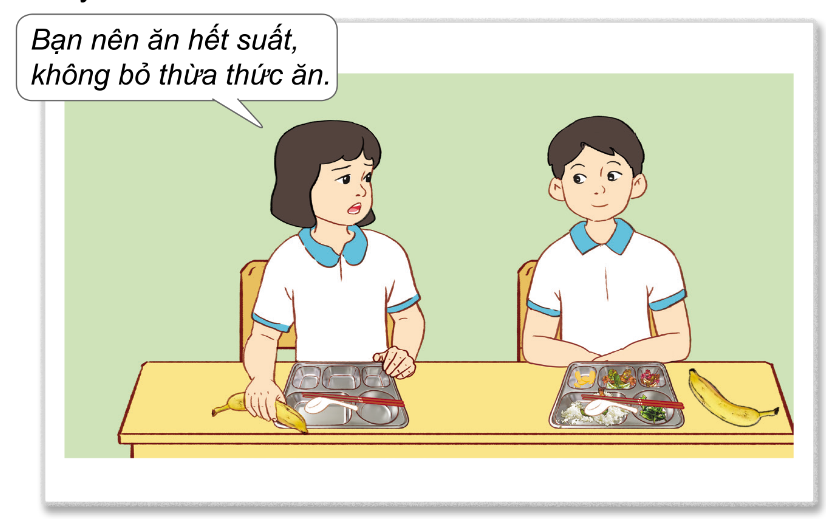 Bạn nên ăn hết suất,
không bỏ thừa thức ăn.